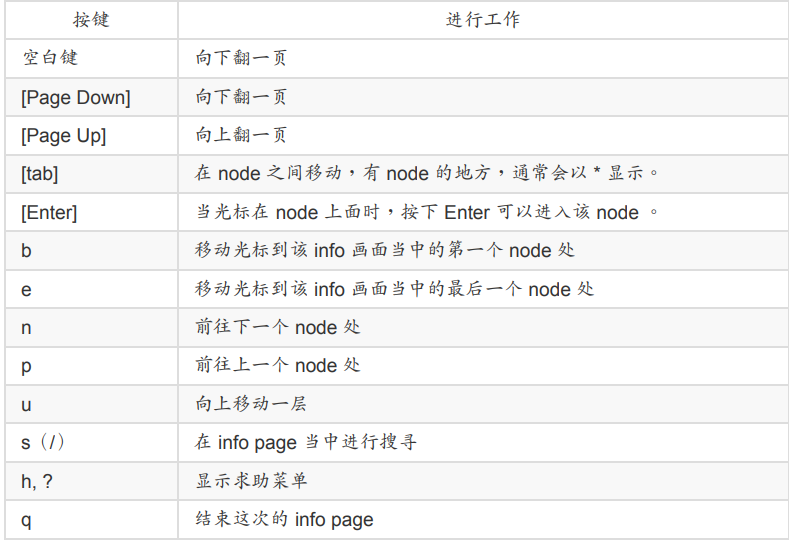 按键 进行工作
空白键 向下翻一页
[Page Down] 向下翻一页
[Page Up] 向上翻一页
[tab] 在 node 之间移动，有 node 的地方，通常会以 * 显示。
[Enter] 当光标在 node 上面时，按下 Enter 可以进入该 node 。
b 移动光标到该 info 画面当中的第一个 node 处
e 移动光标到该 info 画面当中的最后一个 node 处
n 前往下一个 node 处
p 前往上一个 node 处
u 向上移动一层
s（/） 在 info page 当中进行搜寻
h, ? 显示求助菜单
q 结束这次的 info page